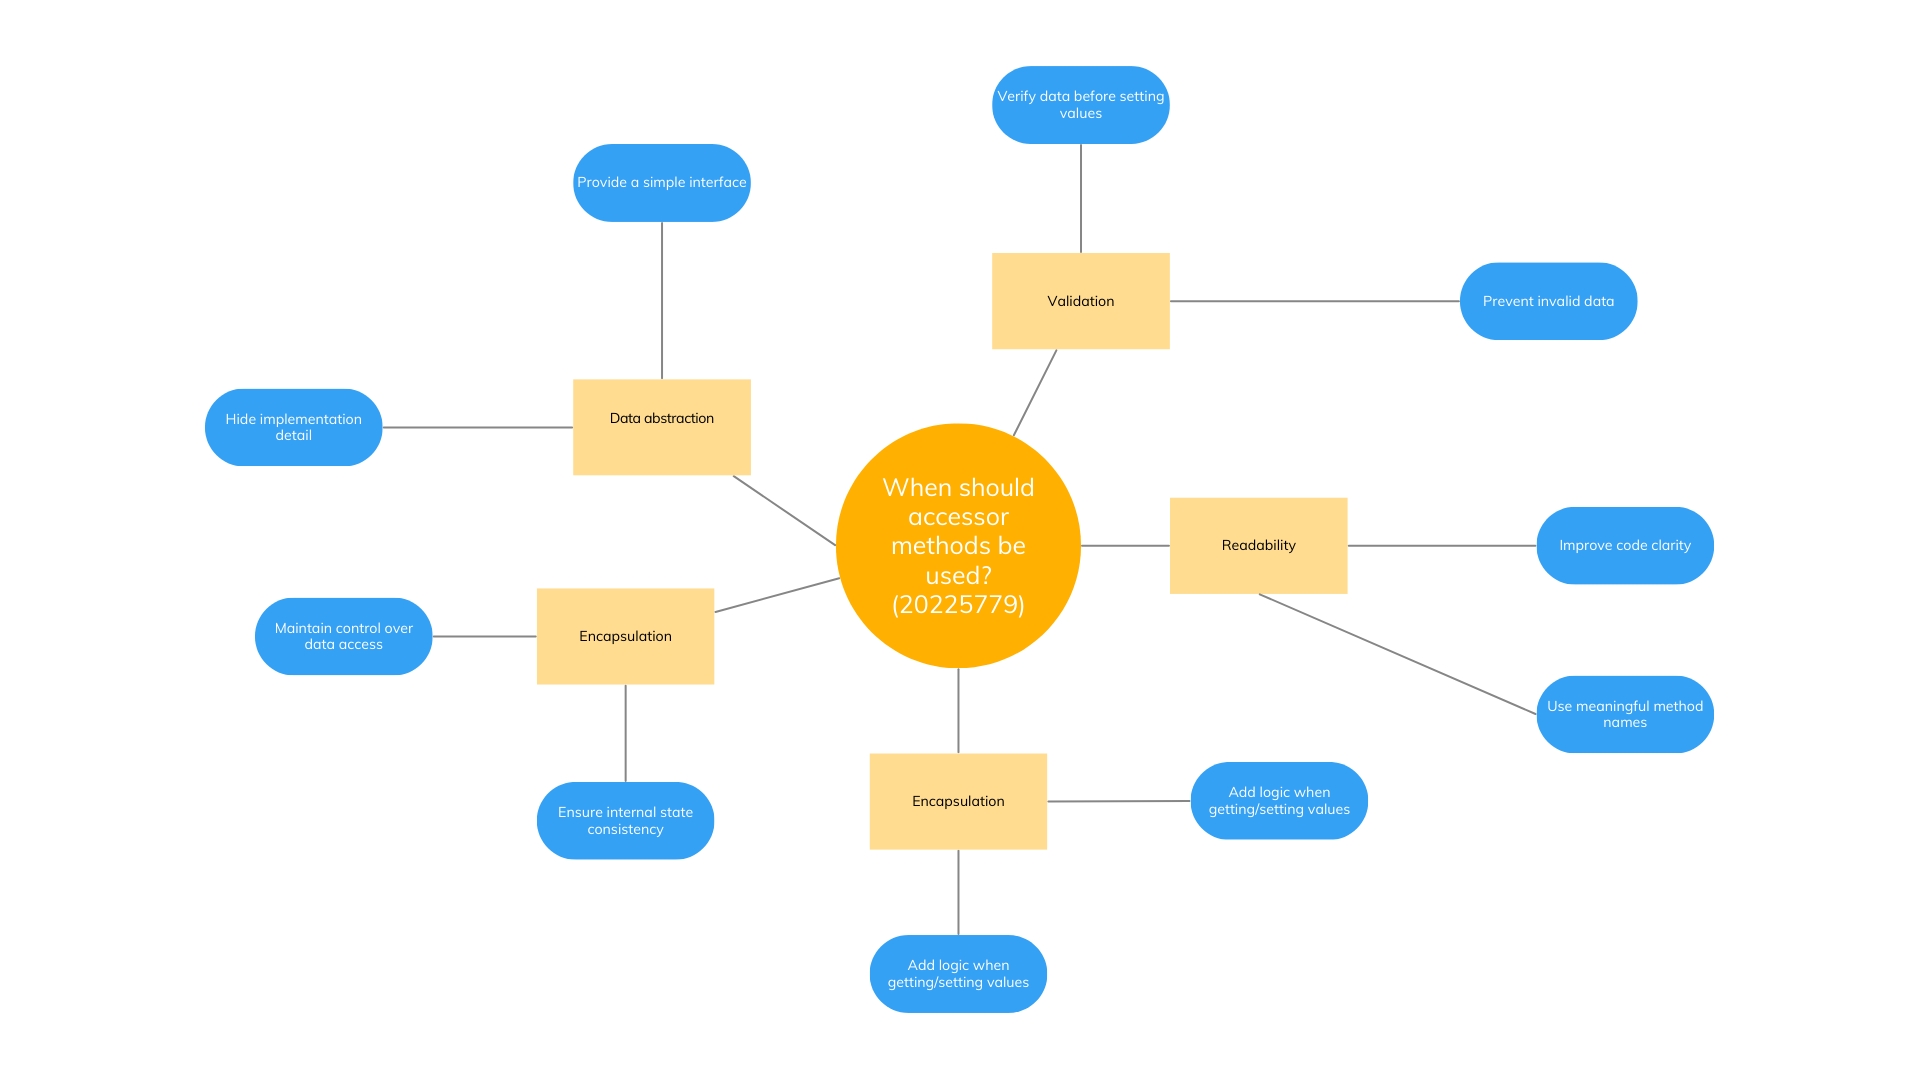 Verify data before setting
values
Provide a simple interface
Validation
Prevent invalid data
Data abstraction
Hide implementation
detail
When should
accessor
methods be
used?
(20225779)
Readability
Improve code clarity
Encapsulation
Maintain control over
data access
Use meaningful method
names
Ensure internal state
consistency
Encapsulation
Add logic when
getting/setting values
Add logic when
getting/setting values